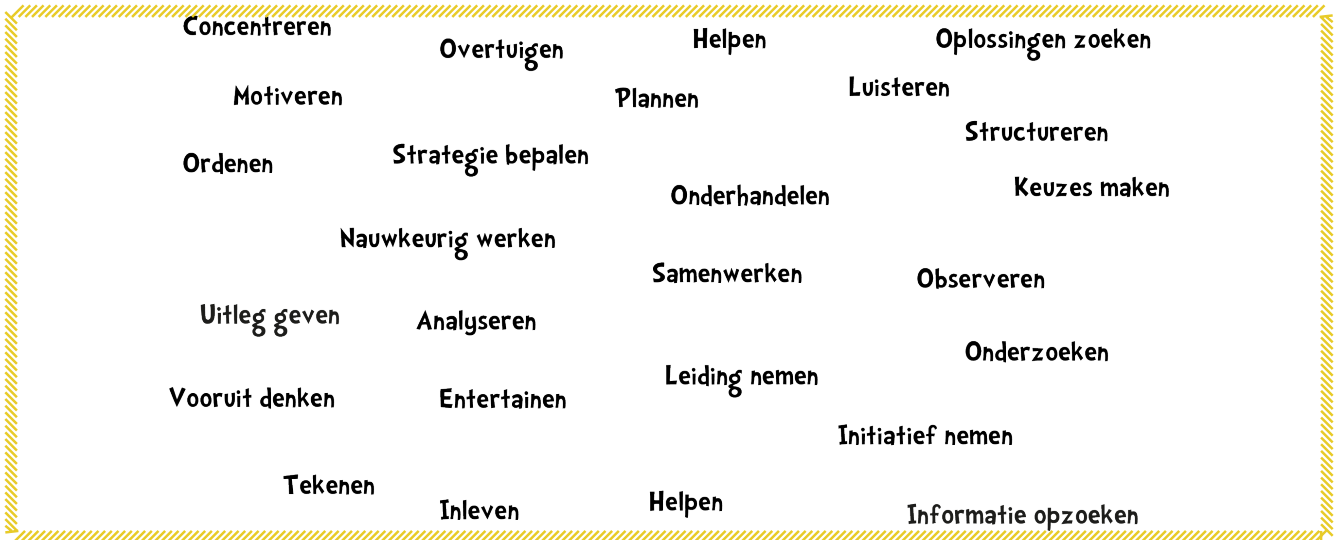 Concentreren
Overtuigen
Helpen
Oplossingen zoeken
Motiveren
Plannen
Luisteren
Structureren
Ordenen
Strategie bepalen
Onderhandelen
Keuzes maken
Nauwkeurig werken
Samenwerken
Observeren
Uitleg geven
Analyseren
Onderzoeken
Leiding nemen
Vooruit denken
Entertainen
Initiatief nemen
Tekenen
Inleven
Helpen
Informatie opzoeken